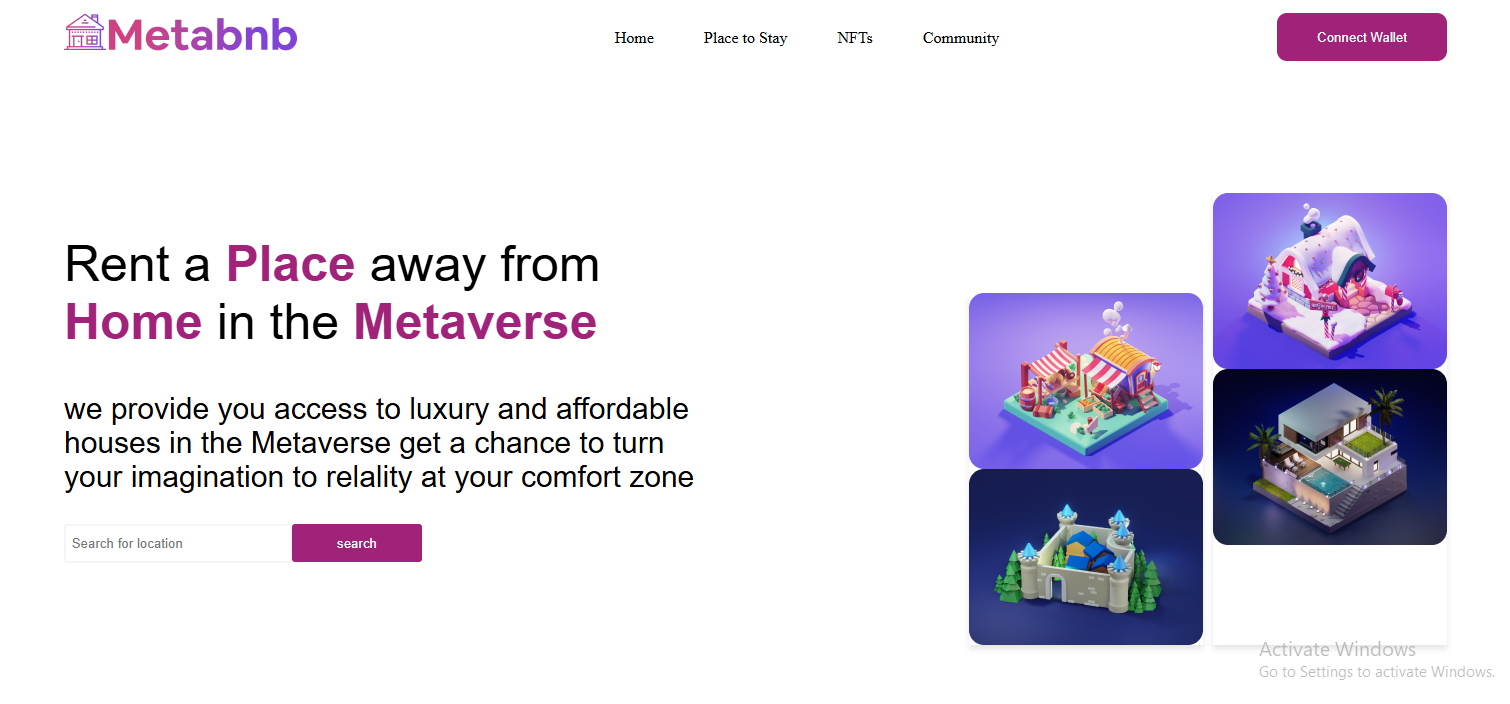 Metabnb
Home
Place to Stay
NFTs
Community
Connect Wallet
Rent a Place away from
Home in the Metaverse
we provide you access to luxury and affordable
houses in the Metaverse get a chance to turn
your imagination to relality at your comfort zone
Search for location
search
Activate Windows
Go to Settings to activate Windows.